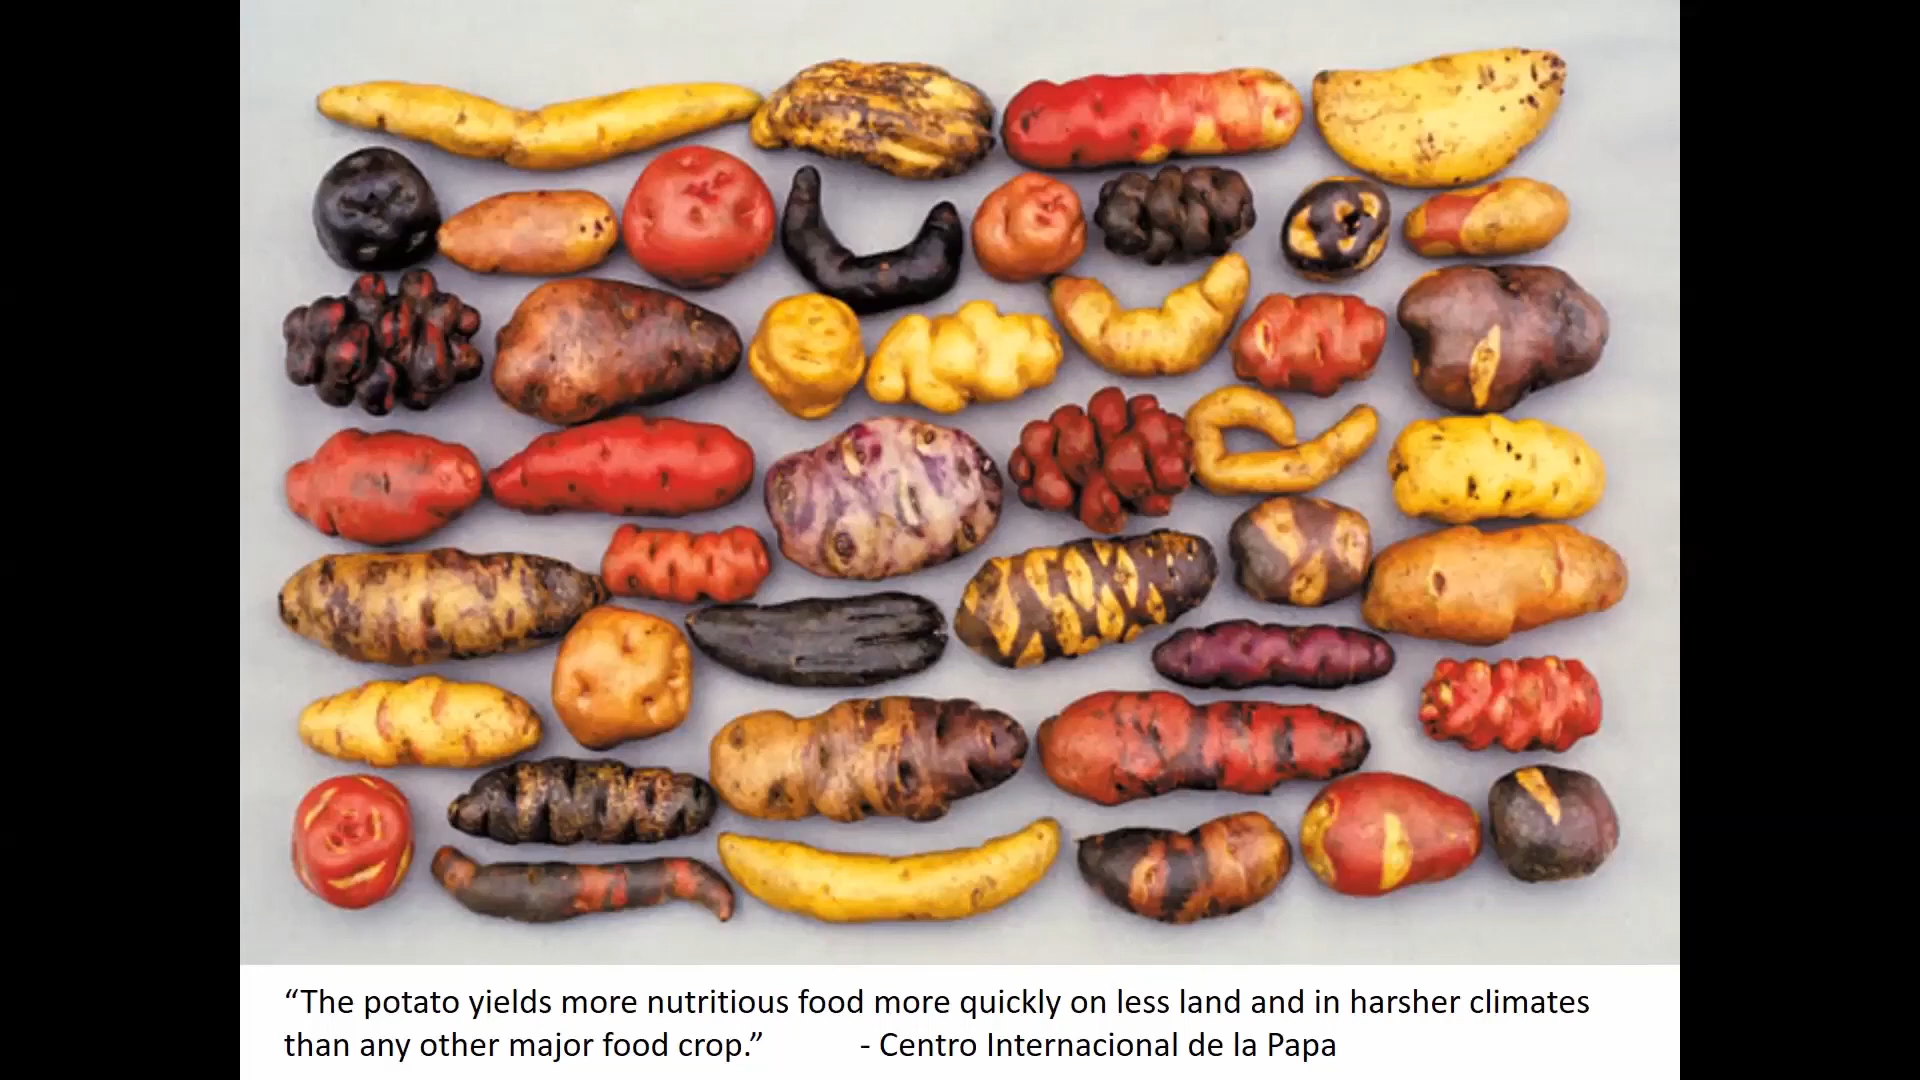 “The potato yields more nutritious food more quickly on less land and in harsher climates
than any other major food crop.” - Centro Internacional de la Papa